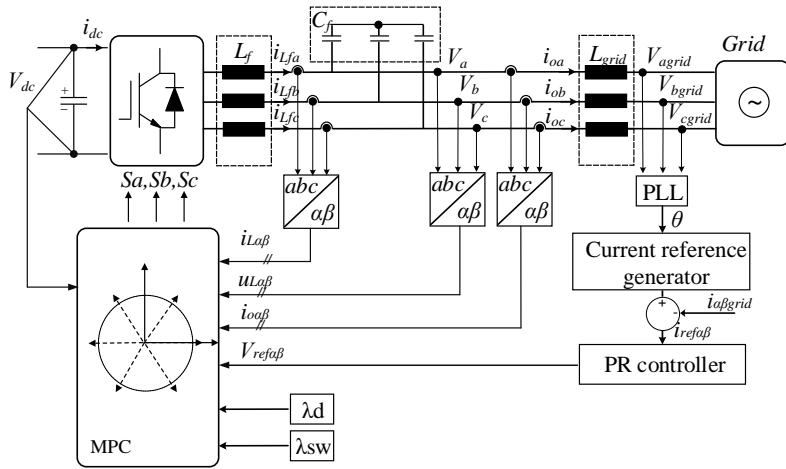 C_f
i_dc
L_f
i_Lfa
V_a
i_oa
L_grid
V_agrid
Grid
V_dc
+
−
i_Lfb
V_b
i_ob
V_bgrid
~
i_Lfc
V_c
i_oc
V_cgrid
Sa,Sb,Sc
abc
αβ
abc
αβ
abc
αβ
PLL
θ
i_Lαβ
Current reference
generator
u_Lαβ
+
-
i_αβgrid
i_oαβ
i_refαβ
V_refαβ
PR controller
λd
MPC
λsw